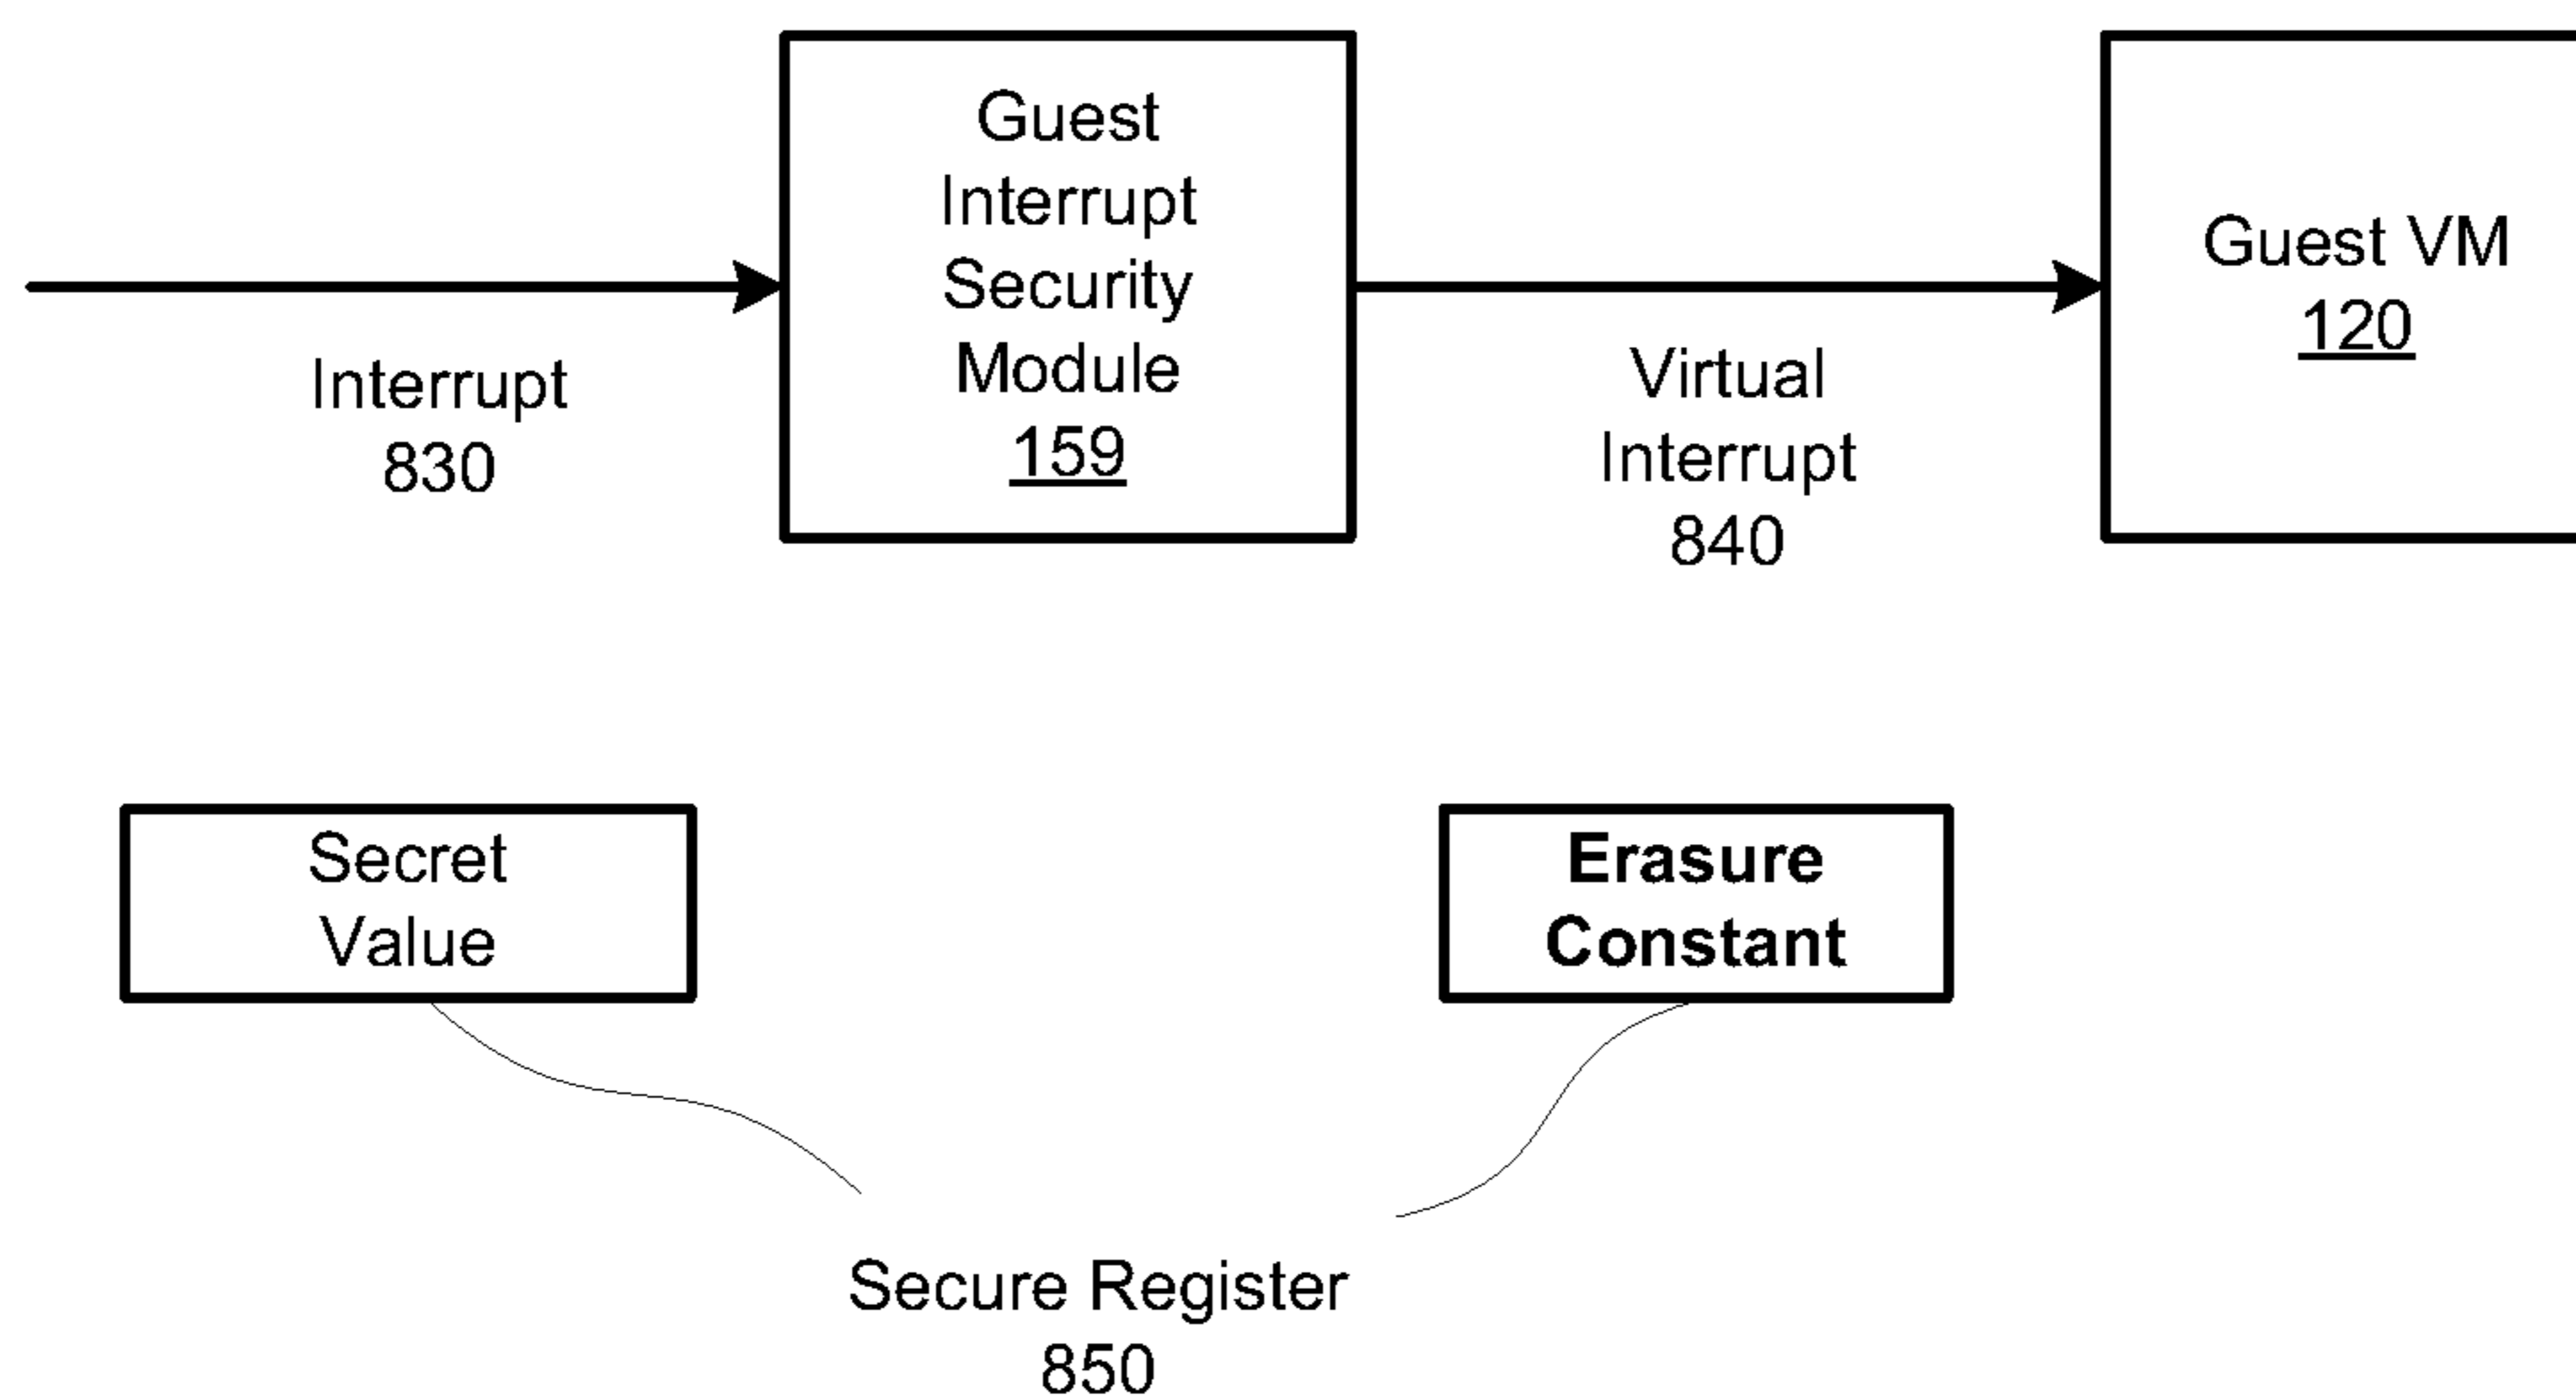 Guest
Interrupt
Security
Module
159
Guest VM
120
Interrupt
830
Virtual
Interrupt
840
Secret
Value
Erasure
Constant
Secure Register
850